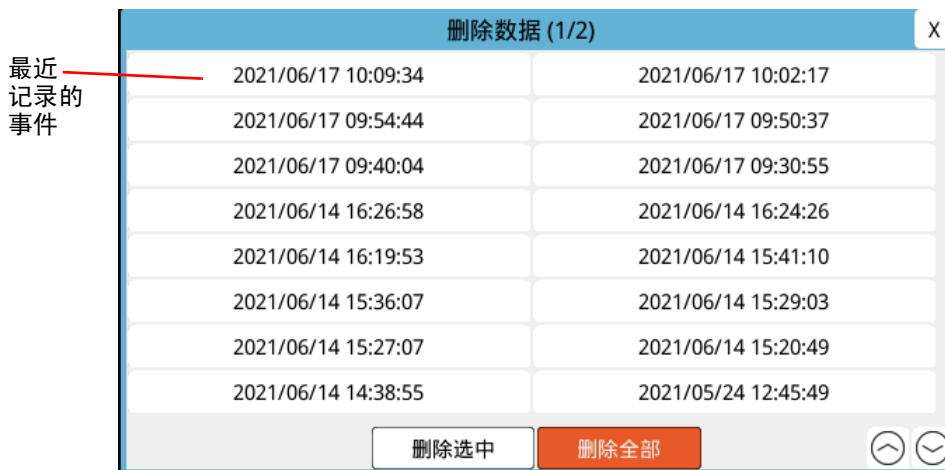 删除数据 (1/2)
X
最近
记录的
事件
2021/06/17 10:09:34 2021/06/17 10:02:17
2021/06/17 09:54:44 2021/06/17 09:50:37
2021/06/17 09:40:04 2021/06/17 09:30:55
2021/06/14 16:26:58 2021/06/14 16:24:26
2021/06/14 16:19:53 2021/06/14 15:41:10
2021/06/14 15:36:07 2021/06/14 15:29:03
2021/06/14 15:27:07 2021/06/14 15:20:49
2021/06/14 14:38:55 2021/05/24 12:45:49
删除选中 删除全部